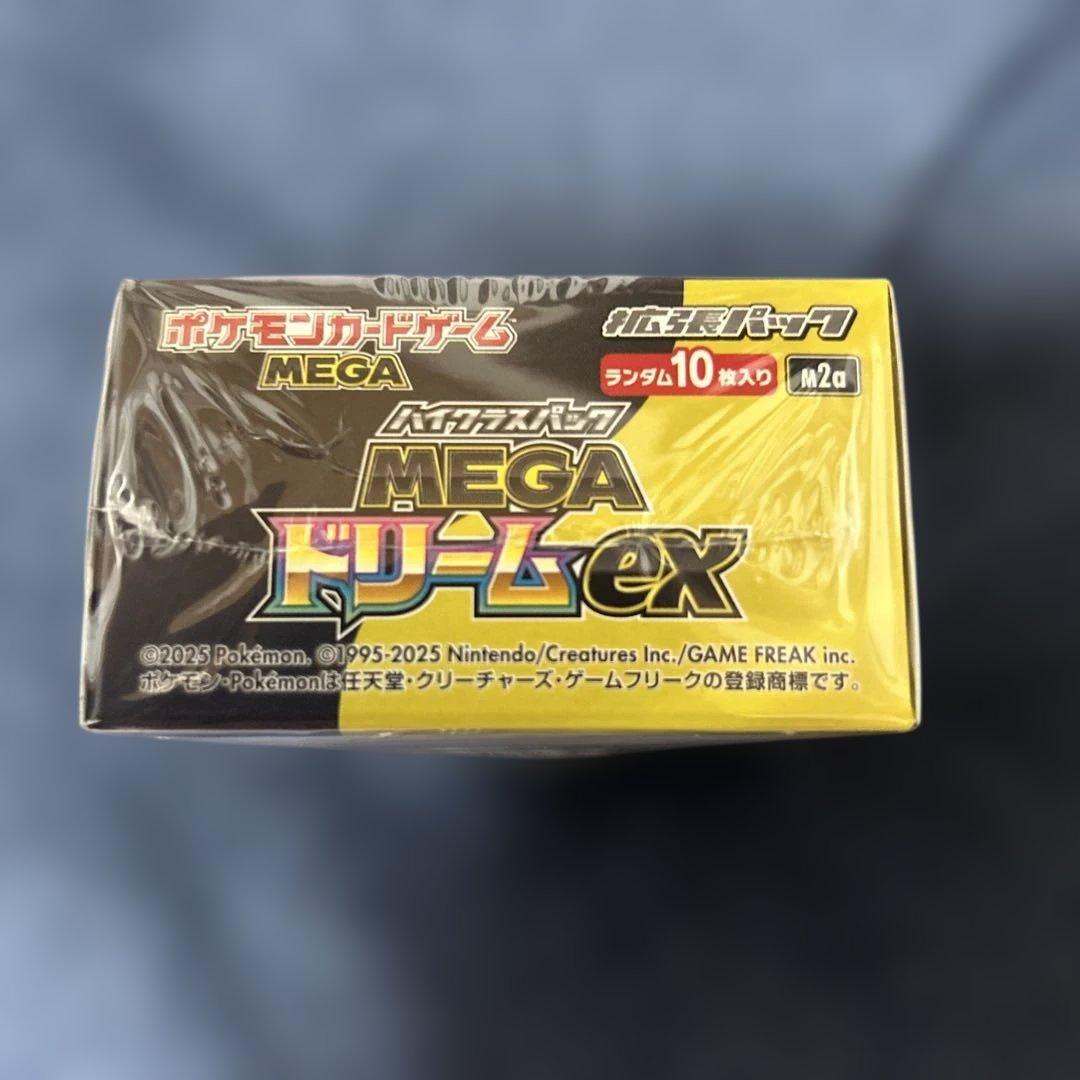 ポケモンカードゲーム
MEGA
拡張パック
ランダム10枚入り M2a
ハイクラスパック
MEGA
ドリームex
©2025 Pokémon. ©1995-2025 Nintendo/Creatures Inc./GAME FREAK inc.
ポケモン・Pokémonは任天堂・クリーチャーズ・ゲームフリークの登録商標です。